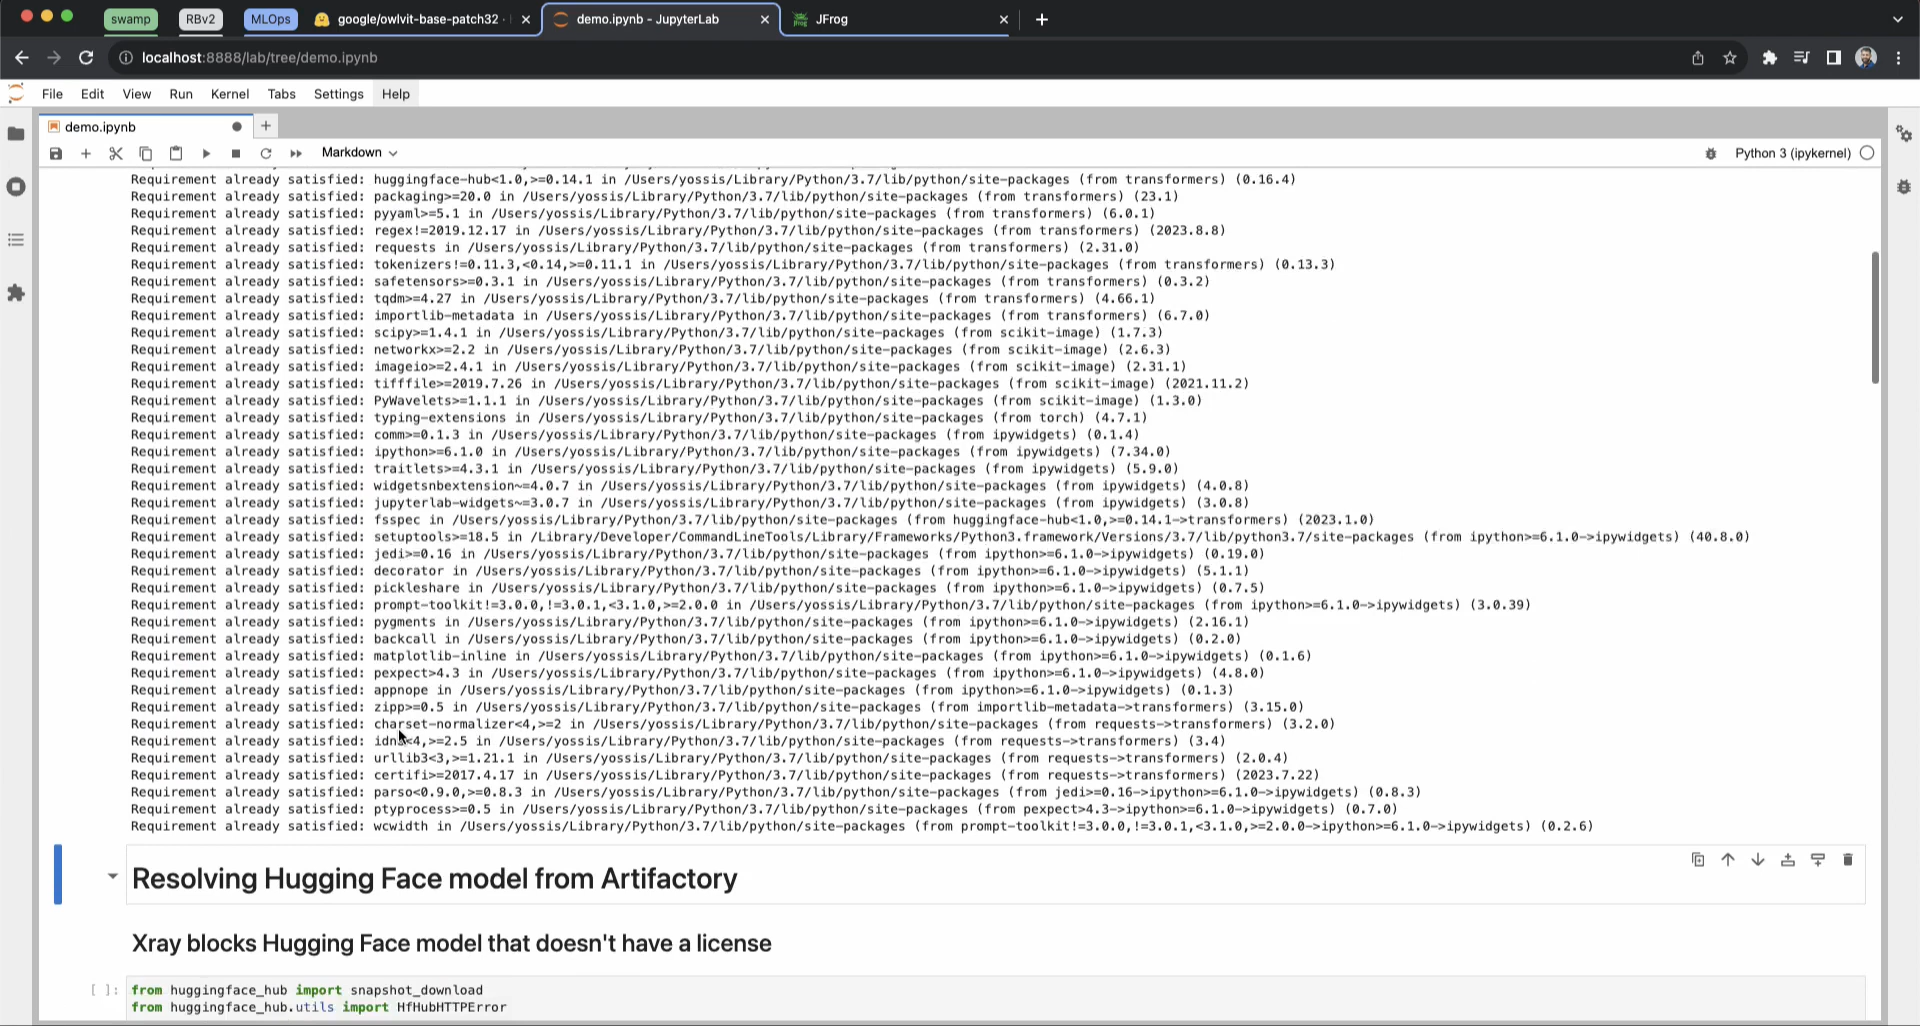 swamp
RBv2
MLOps
google/owlvit-base-patch32 ·
demo.ipynb - JupyterLab
JFrog
localhost:8888/lab/tree/demo.ipynb
File Edit View Run Kernel Tabs Settings Help
demo.ipynb
Markdown
Python 3 (ipykernel)
Requirement already satisfied: huggingface-hub<1.0,>=0.14.1 in /Users/yossis/Library/Python/3.7/lib/python/site-packages (from transformers) (0.16.4)
Requirement already satisfied: packaging>=20.0 in /Users/yossis/Library/Python/3.7/lib/python/site-packages (from transformers) (23.1)
Requirement already satisfied: pyyaml>=5.1 in /Users/yossis/Library/Python/3.7/lib/python/site-packages (from transformers) (6.0.1)
Requirement already satisfied: regex!=2019.12.17 in /Users/yossis/Library/Python/3.7/lib/python/site-packages (from transformers) (2023.8.8)
Requirement already satisfied: requests in /Users/yossis/Library/Python/3.7/lib/python/site-packages (from transformers) (2.31.0)
Requirement already satisfied: tokenizers!=0.11.3,<0.14,>=0.11.1 in /Users/yossis/Library/Python/3.7/lib/python/site-packages (from transformers) (0.13.3)
Requirement already satisfied: safetensors>=0.3.1 in /Users/yossis/Library/Python/3.7/lib/python/site-packages (from transformers) (0.3.2)
Requirement already satisfied: tqdm>=4.27 in /Users/yossis/Library/Python/3.7/lib/python/site-packages (from transformers) (4.66.1)
Requirement already satisfied: importlib-metadata in /Users/yossis/Library/Python/3.7/lib/python/site-packages (from transformers) (6.7.0)
Requirement already satisfied: scipy>=1.4.1 in /Users/yossis/Library/Python/3.7/lib/python/site-packages (from scikit-image) (1.7.3)
Requirement already satisfied: networkx>=2.2 in /Users/yossis/Library/Python/3.7/lib/python/site-packages (from scikit-image) (2.6.3)
Requirement already satisfied: imageio>=2.4.1 in /Users/yossis/Library/Python/3.7/lib/python/site-packages (from scikit-image) (2.31.1)
Requirement already satisfied: tifffile>=2019.7.26 in /Users/yossis/Library/Python/3.7/lib/python/site-packages (from scikit-image) (2021.11.2)
Requirement already satisfied: PyWavelets>=1.1.1 in /Users/yossis/Library/Python/3.7/lib/python/site-packages (from scikit-image) (1.3.0)
Requirement already satisfied: typing-extensions in /Users/yossis/Library/Python/3.7/lib/python/site-packages (from torch) (4.7.1)
Requirement already satisfied: comm>=0.1.3 in /Users/yossis/Library/Python/3.7/lib/python/site-packages (from ipywidgets) (0.1.4)
Requirement already satisfied: ipython>=6.1.0 in /Users/yossis/Library/Python/3.7/lib/python/site-packages (from ipywidgets) (7.34.0)
Requirement already satisfied: traitlets>=4.3.1 in /Users/yossis/Library/Python/3.7/lib/python/site-packages (from ipywidgets) (5.9.0)
Requirement already satisfied: widgetsnbextension~=4.0.7 in /Users/yossis/Library/Python/3.7/lib/python/site-packages (from ipywidgets) (4.0.8)
Requirement already satisfied: jupyterlab-widgets~=3.0.7 in /Users/yossis/Library/Python/3.7/lib/python/site-packages (from ipywidgets) (3.0.8)
Requirement already satisfied: fsspec in /Users/yossis/Library/Python/3.7/lib/python/site-packages (from huggingface-hub<1.0,>=0.14.1->transformers) (2023.1.0)
Requirement already satisfied: setuptools>=18.5 in /Library/Developer/CommandLineTools/Library/Frameworks/Python3.framework/Versions/3.7/lib/python3.7/site-packages (from ipython>=6.1.0->ipywidgets) (40.8.0)
Requirement already satisfied: jedi>=0.16 in /Users/yossis/Library/Python/3.7/lib/python/site-packages (from ipython>=6.1.0->ipywidgets) (0.19.0)
Requirement already satisfied: decorator in /Users/yossis/Library/Python/3.7/lib/python/site-packages (from ipython>=6.1.0->ipywidgets) (5.1.1)
Requirement already satisfied: pickleshare in /Users/yossis/Library/Python/3.7/lib/python/site-packages (from ipython>=6.1.0->ipywidgets) (0.7.5)
Requirement already satisfied: prompt-toolkit!=3.0.0,!=3.0.1,<3.1.0,>=2.0.0 in /Users/yossis/Library/Python/3.7/lib/python/site-packages (from ipython>=6.1.0->ipywidgets) (3.0.39)
Requirement already satisfied: pygments in /Users/yossis/Library/Python/3.7/lib/python/site-packages (from ipython>=6.1.0->ipywidgets) (2.16.1)
Requirement already satisfied: backcall in /Users/yossis/Library/Python/3.7/lib/python/site-packages (from ipython>=6.1.0->ipywidgets) (0.2.0)
Requirement already satisfied: matplotlib-inline in /Users/yossis/Library/Python/3.7/lib/python/site-packages (from ipython>=6.1.0->ipywidgets) (0.1.6)
Requirement already satisfied: pexpect>4.3 in /Users/yossis/Library/Python/3.7/lib/python/site-packages (from ipython>=6.1.0->ipywidgets) (4.8.0)
Requirement already satisfied: appnope in /Users/yossis/Library/Python/3.7/lib/python/site-packages (from ipython>=6.1.0->ipywidgets) (0.1.3)
Requirement already satisfied: zipp>=0.5 in /Users/yossis/Library/Python/3.7/lib/python/site-packages (from importlib-metadata->transformers) (3.15.0)
Requirement already satisfied: charset-normalizer<4,>=2 in /Users/yossis/Library/Python/3.7/lib/python/site-packages (from requests->transformers) (3.2.0)
Requirement already satisfied: idna<4,>=2.5 in /Users/yossis/Library/Python/3.7/lib/python/site-packages (from requests->transformers) (3.4)
Requirement already satisfied: urllib3<3,>=1.21.1 in /Users/yossis/Library/Python/3.7/lib/python/site-packages (from requests->transformers) (2.0.4)
Requirement already satisfied: certifi>=2017.4.17 in /Users/yossis/Library/Python/3.7/lib/python/site-packages (from requests->transformers) (2023.7.22)
Requirement already satisfied: parso<0.9.0,>=0.8.3 in /Users/yossis/Library/Python/3.7/lib/python/site-packages (from jedi>=0.16->ipython>=6.1.0->ipywidgets) (0.8.3)
Requirement already satisfied: ptyprocess>=0.5 in /Users/yossis/Library/Python/3.7/lib/python/site-packages (from pexpect>4.3->ipython>=6.1.0->ipywidgets) (0.7.0)
Requirement already satisfied: wcwidth in /Users/yossis/Library/Python/3.7/lib/python/site-packages (from prompt-toolkit!=3.0.0,!=3.0.1,<3.1.0,>=2.0.0->ipython>=6.1.0->ipywidgets) (0.2.6)
Resolving Hugging Face model from Artifactory
Xray blocks Hugging Face model that doesn't have a license
[ ]: from huggingface_hub import snapshot_download
from huggingface_hub.utils import HfHubHTTPError